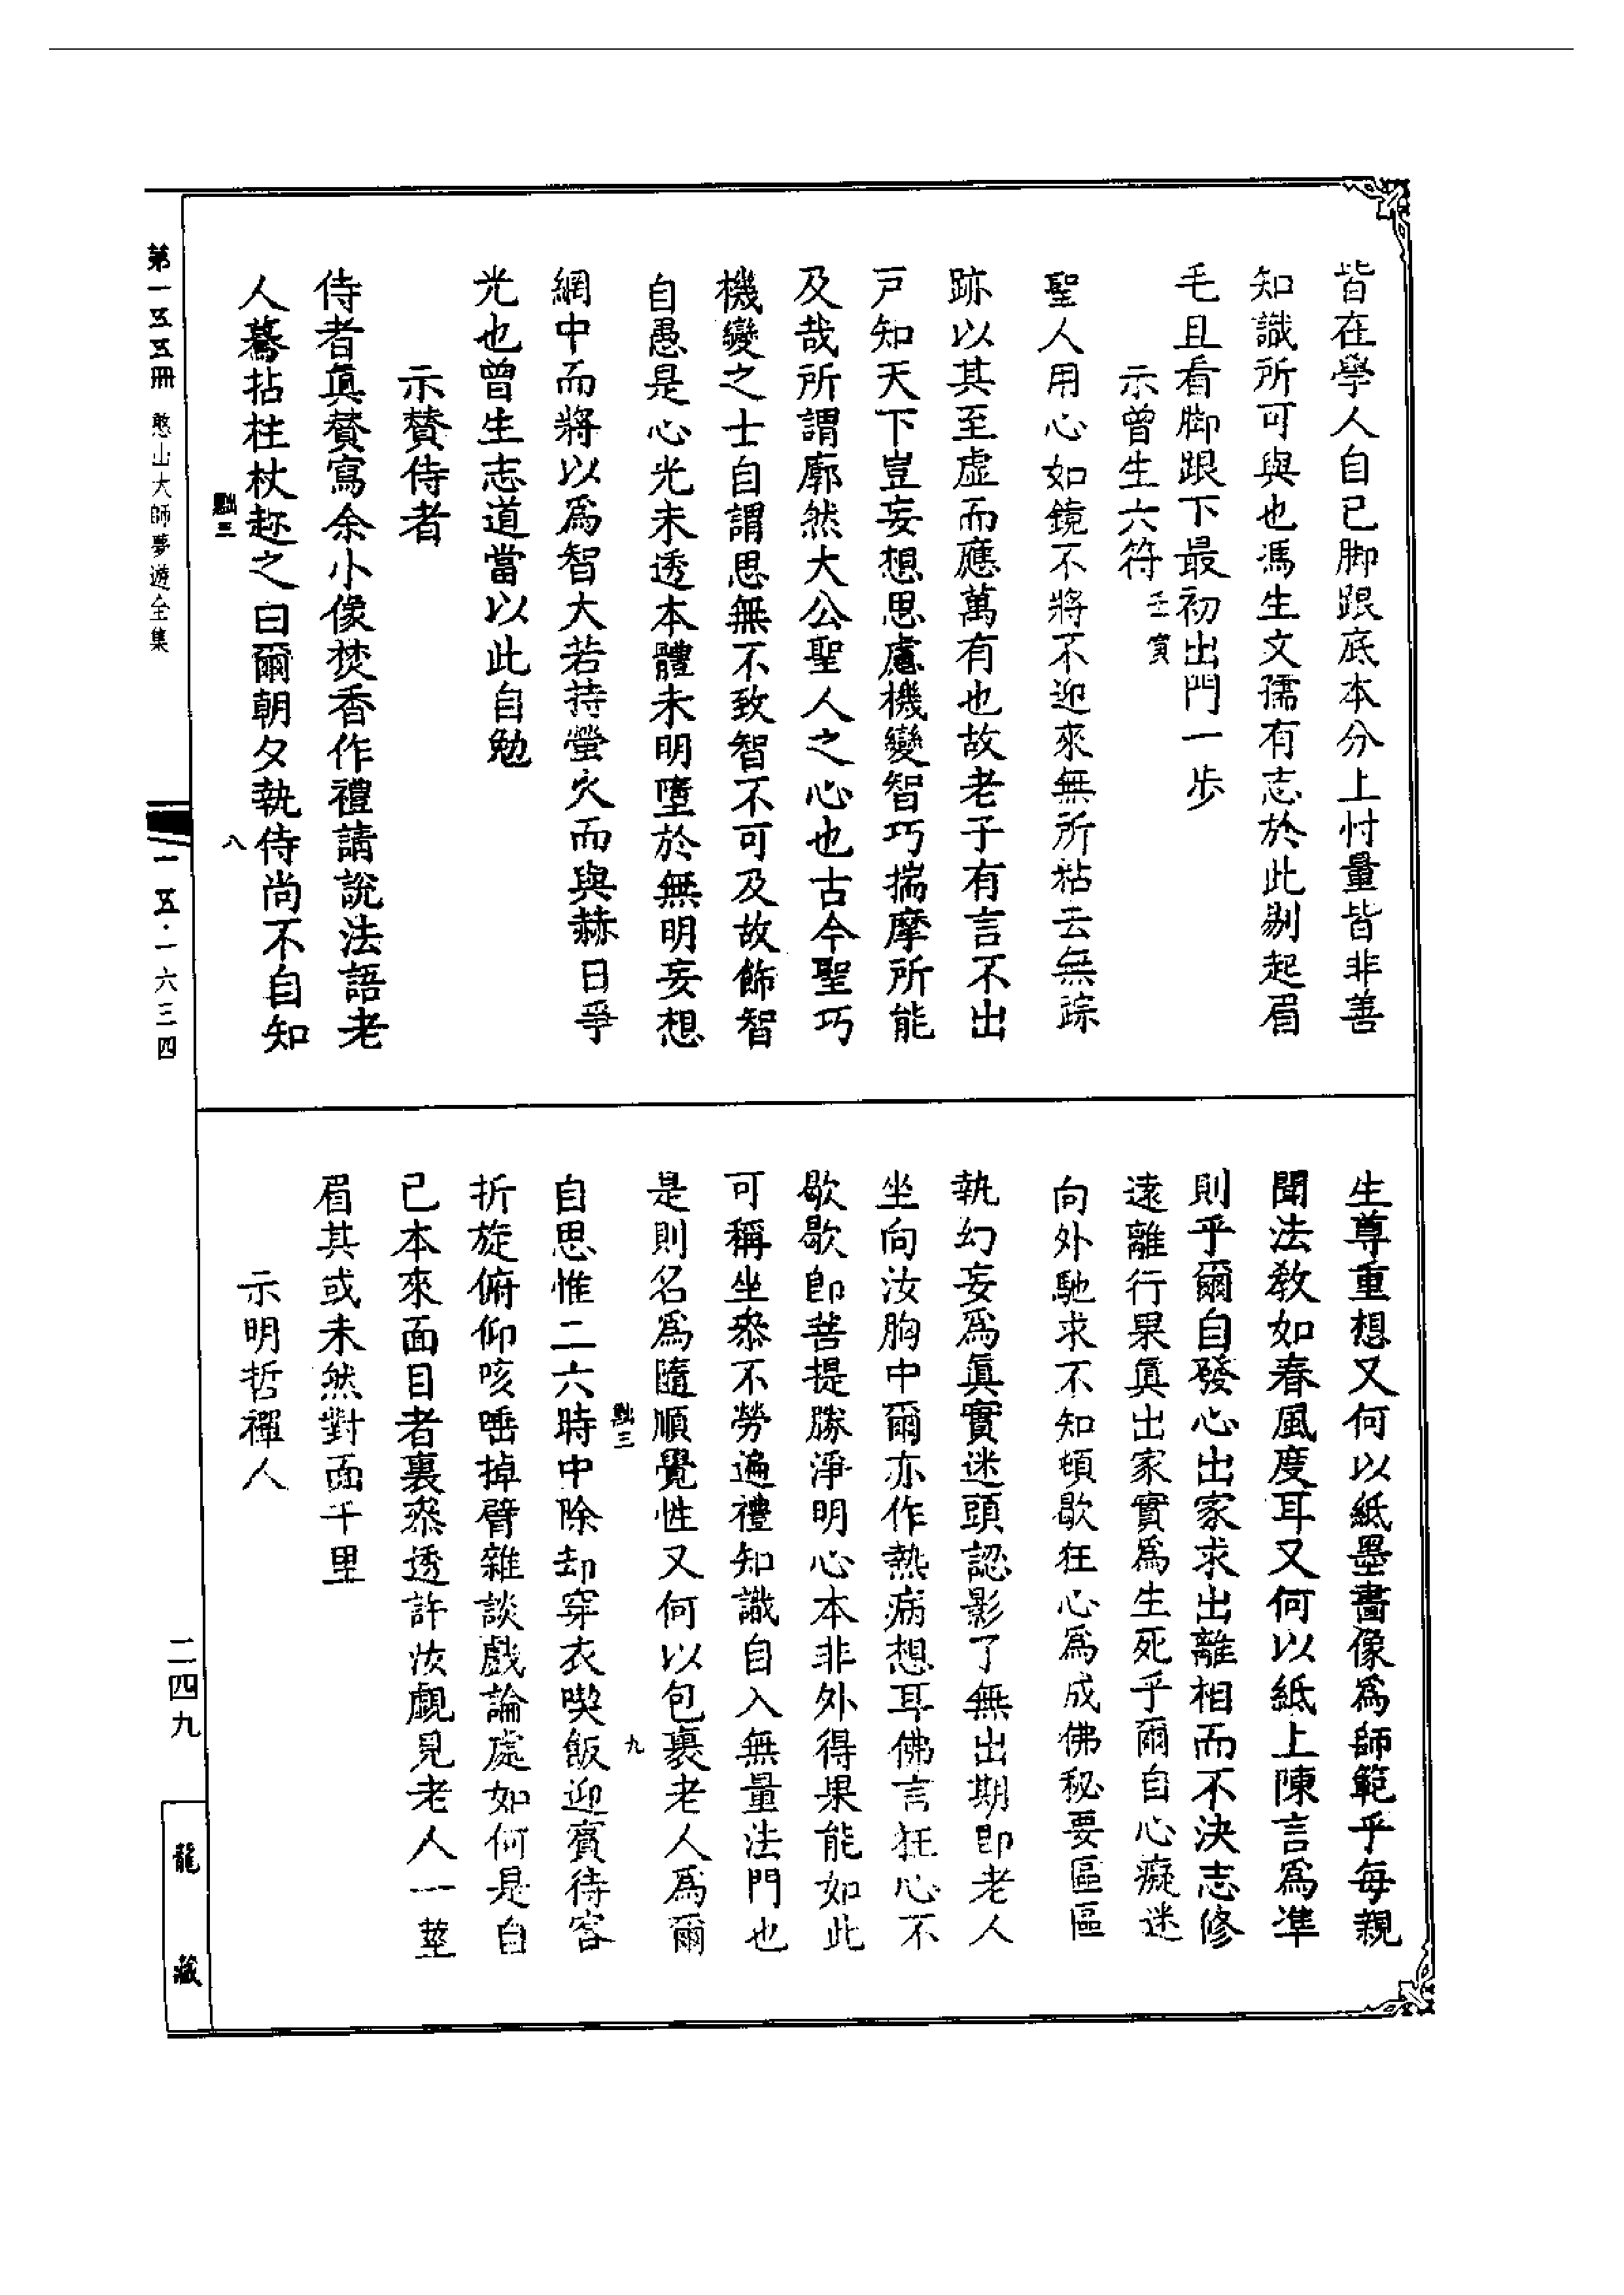 皆在學人自已脚跟底本分上忖量皆非善
知識所可與也馮生文孺有志於此剔起眉
毛且看脚跟下最初出門一步
示曾生六符壬寅
聖人用心如鏡不將不迎來無所粘去無踪
跡以其至虛而應萬有也故老子有言不出
戸知天下豈妄想思慮機變智巧揣摩所能
及哉所謂廓然大公聖人之心也古今聖巧
機變之士自謂思無不致智不可及故飾智
自愚是心光未透本體未明墮於無明妄想
網中而將以爲智大若持螢火而與赫日爭
光也曾生志道當以此自勉
示賛侍者
侍者眞賛寫余小像焚香作禮請說法語老
人驀拈柱杖趂之曰爾朝夕執侍尚不自知
三
八
生尊重想又何以紙墨畫像爲師範乎每親
聞法教如春風度耳又何以紙上陳言爲準
則乎爾自發心出家求出離相而不決志修
遠離行果眞出家實爲生死乎爾自心癡迷
向外馳求不知頓歇狂心爲成佛秘要區區
執幻妄爲眞實迷頭認影了無出期卽老人
坐向汝胸中爾亦作熱病想耳佛言狂心不
歇歇卽菩提勝淨明心本非外得果能如此
可稱坐叅不勞遍禮知識自入無量法門也
是則名爲隨順覺性又何以包裹老人爲爾
三
九
自思惟二六時中除却穿衣喫飯迎賓待客
折旋俯仰咳唾掉臂雜談戲論處如何是自
已本來面目者裏叅透許汝覷見老人一莖
眉其或未然對面千里
示明哲禪人
第一五五冊 憨山大師夢遊全集
一五·一六三四
二四九
龍藏